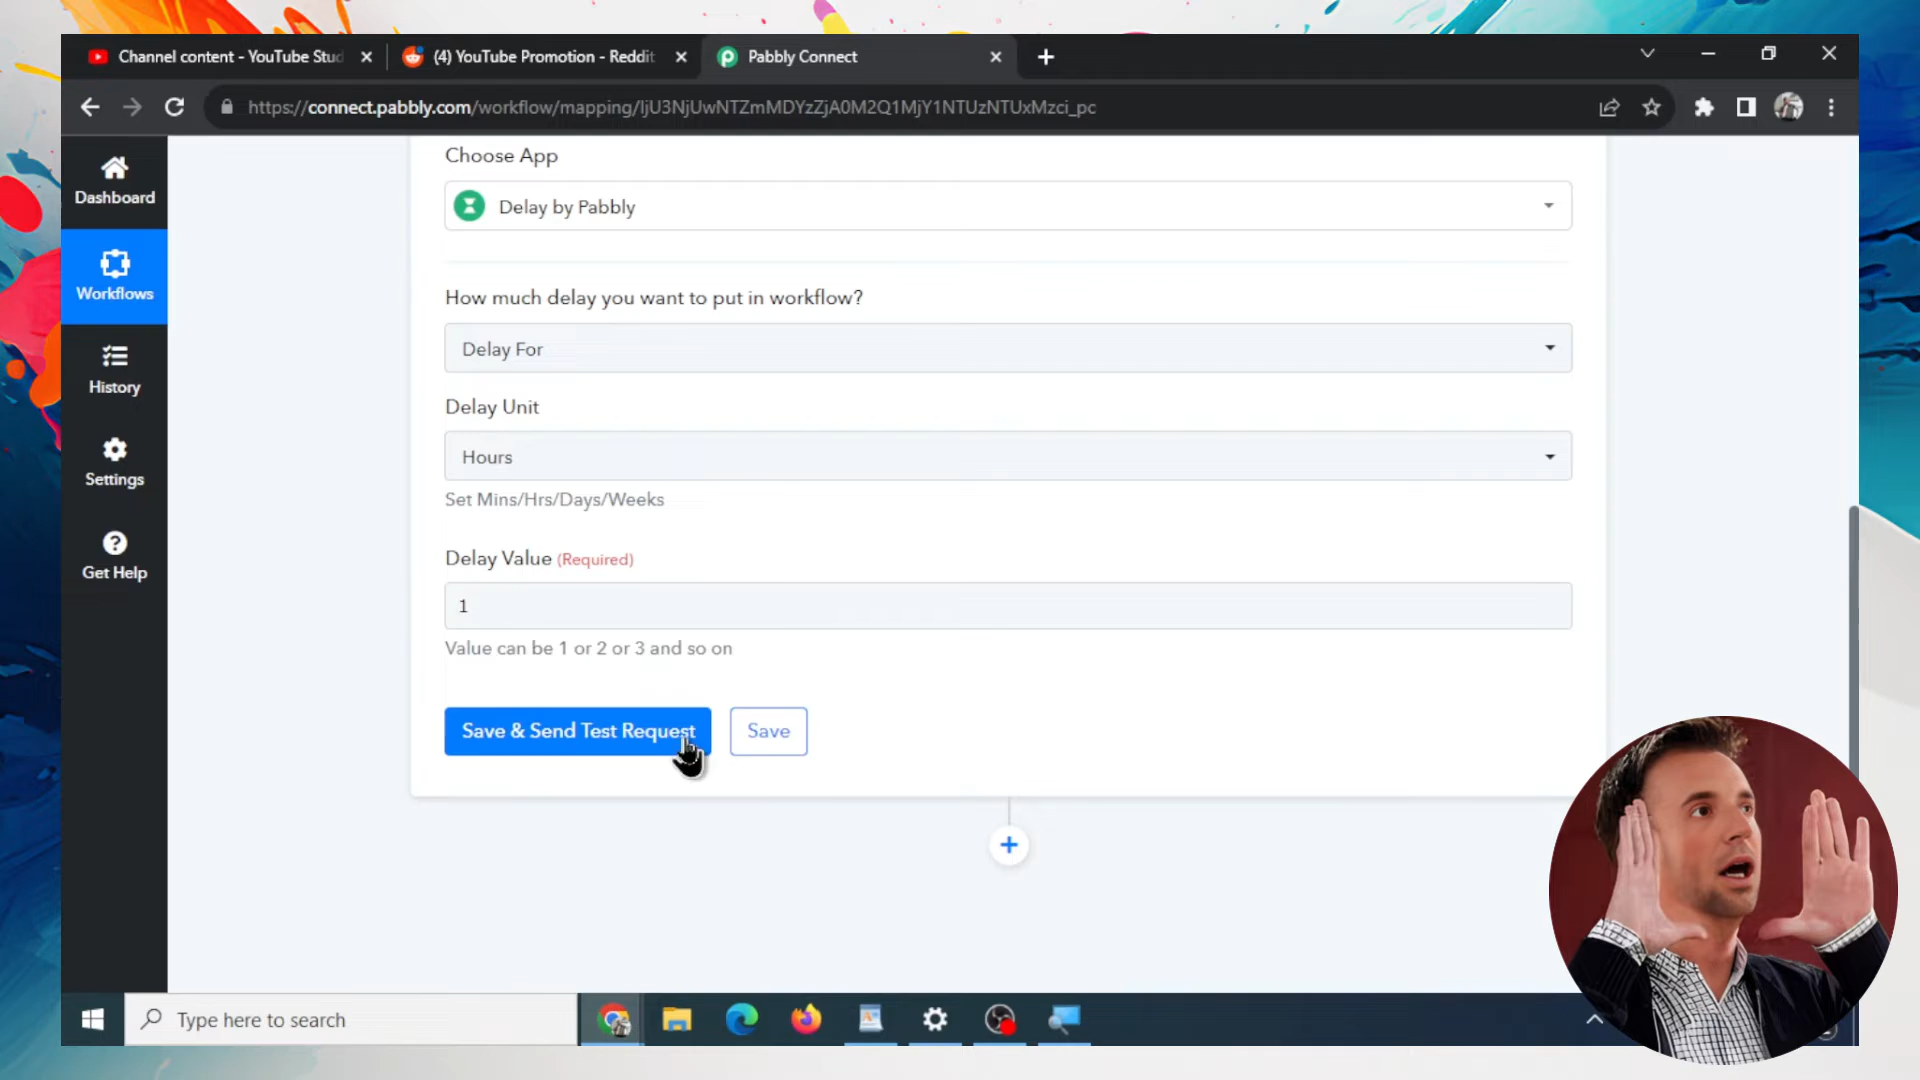 Channel content - YouTube Stud
(4) YouTube Promotion - Reddit
Pabbly Connect
https://connect.pabbly.com/workflow/mapping/IjU3NjUwNTZmMDYzZjA0M2Q1MjY1NTUzNTUxMzci_pc
Dashboard
Workflows
History
Settings
Get Help
Choose App
Delay by Pabbly
How much delay you want to put in workflow?
Delay For
Delay Unit
Hours
Set Mins/Hrs/Days/Weeks
Delay Value (Required)
1
Value can be 1 or 2 or 3 and so on
Save & Send Test Request
Save
Type here to search